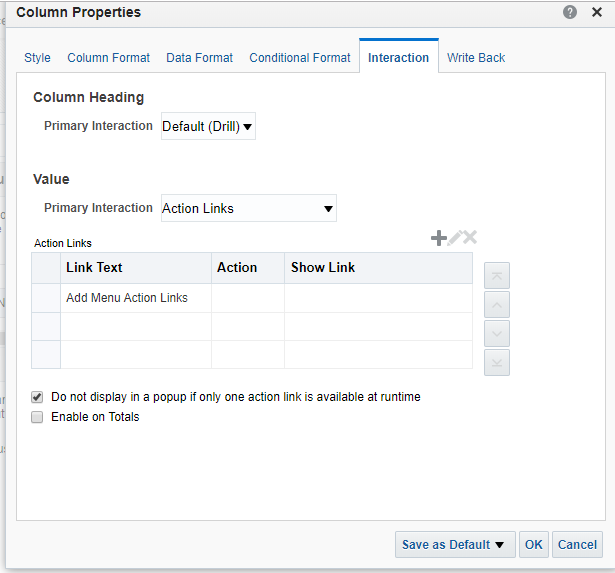 Column Properties
Style Column Format Data Format Conditional Format Interaction Write Back
Column Heading
Primary Interaction Default (Drill)
Value
Primary Interaction Action Links
Action Links
Link Text Action Show Link
Add Menu Action Links
Do not display in a popup if only one action link is available at runtime
Enable on Totals
Save as Default OK Cancel